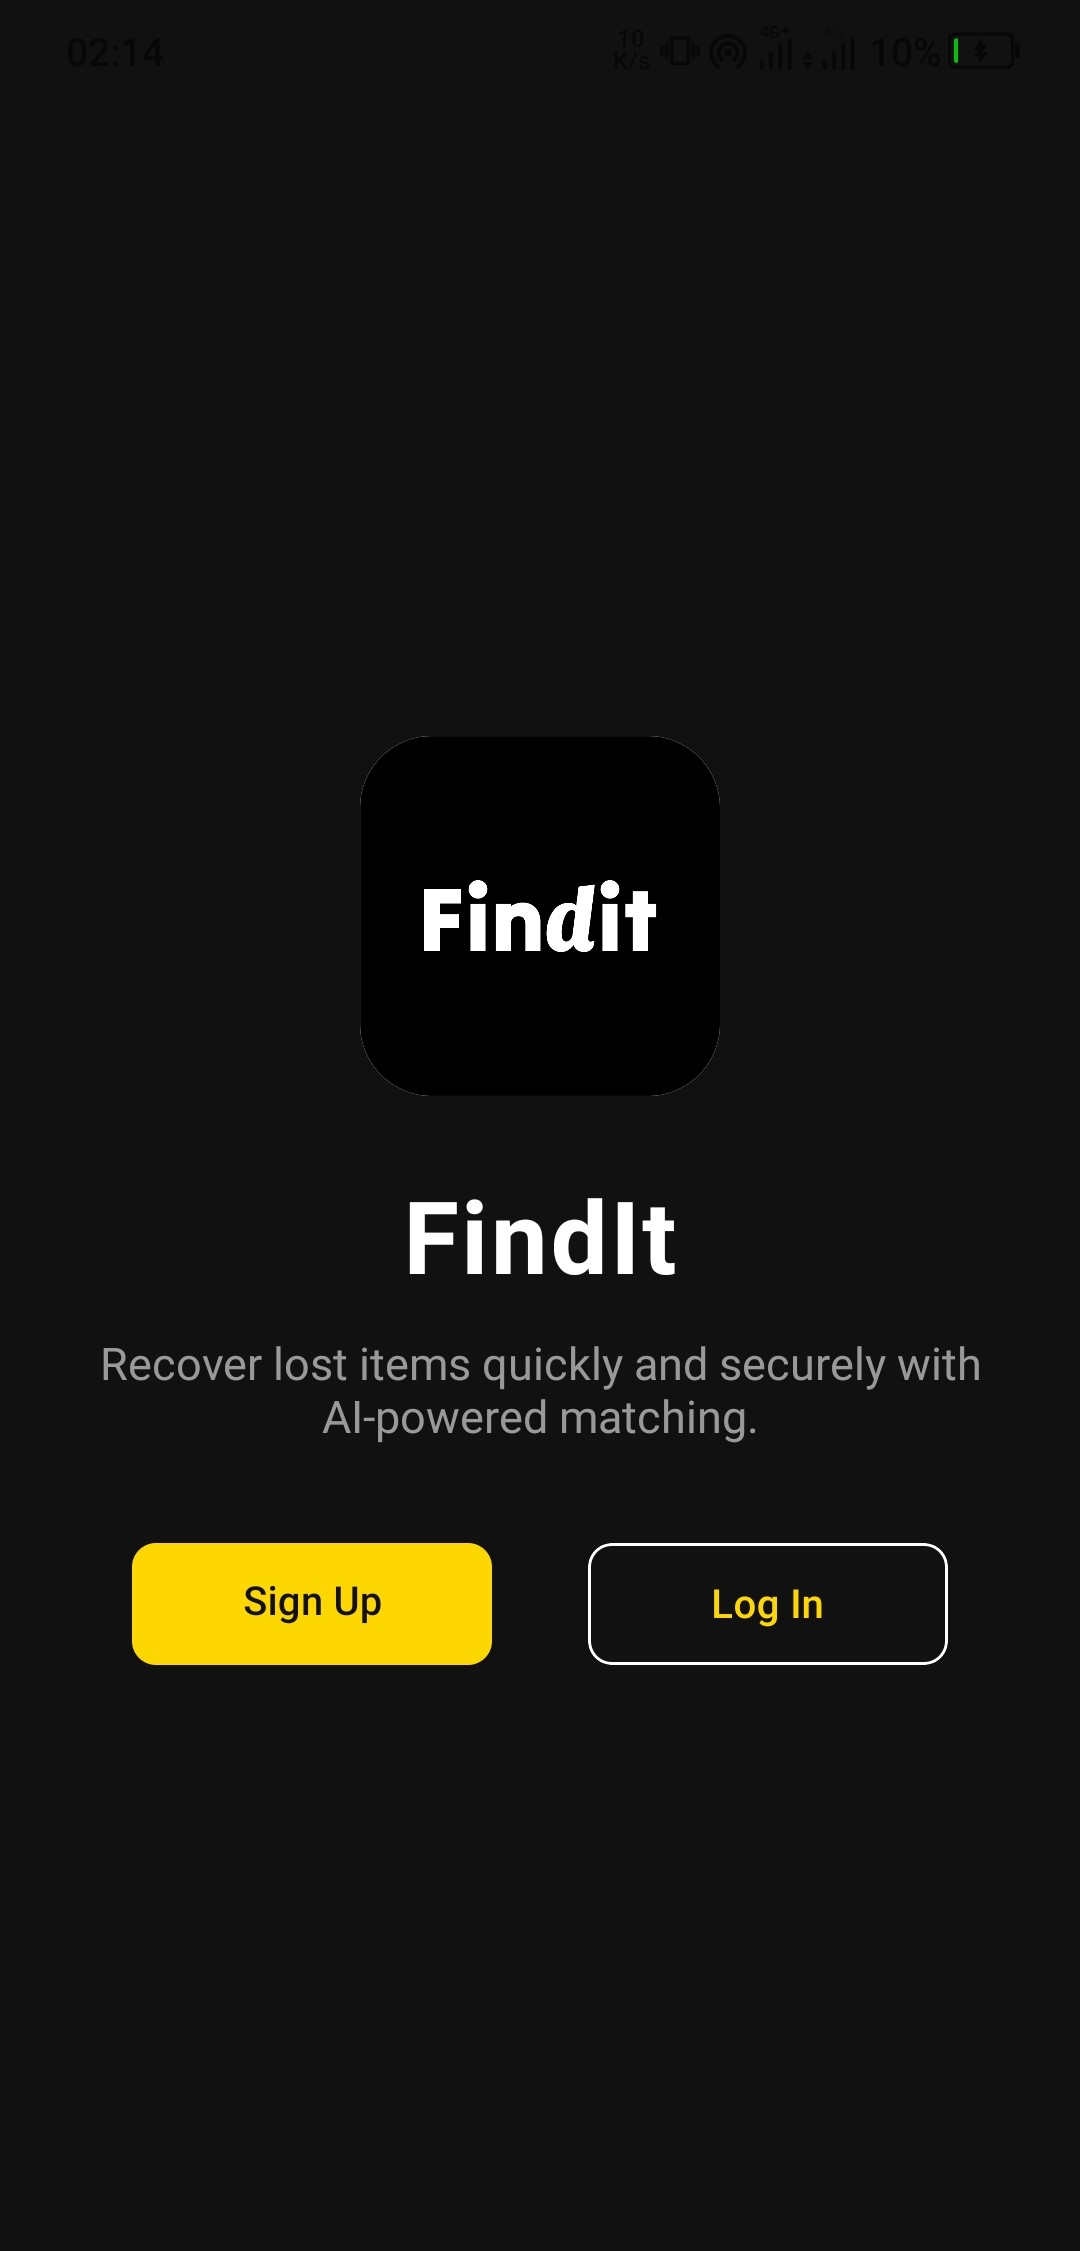 02:14 10 K/s 4G+ 4G 10%
Findit
FindIt
Recover lost items quickly and securely with
AI-powered matching.
Sign Up Log In